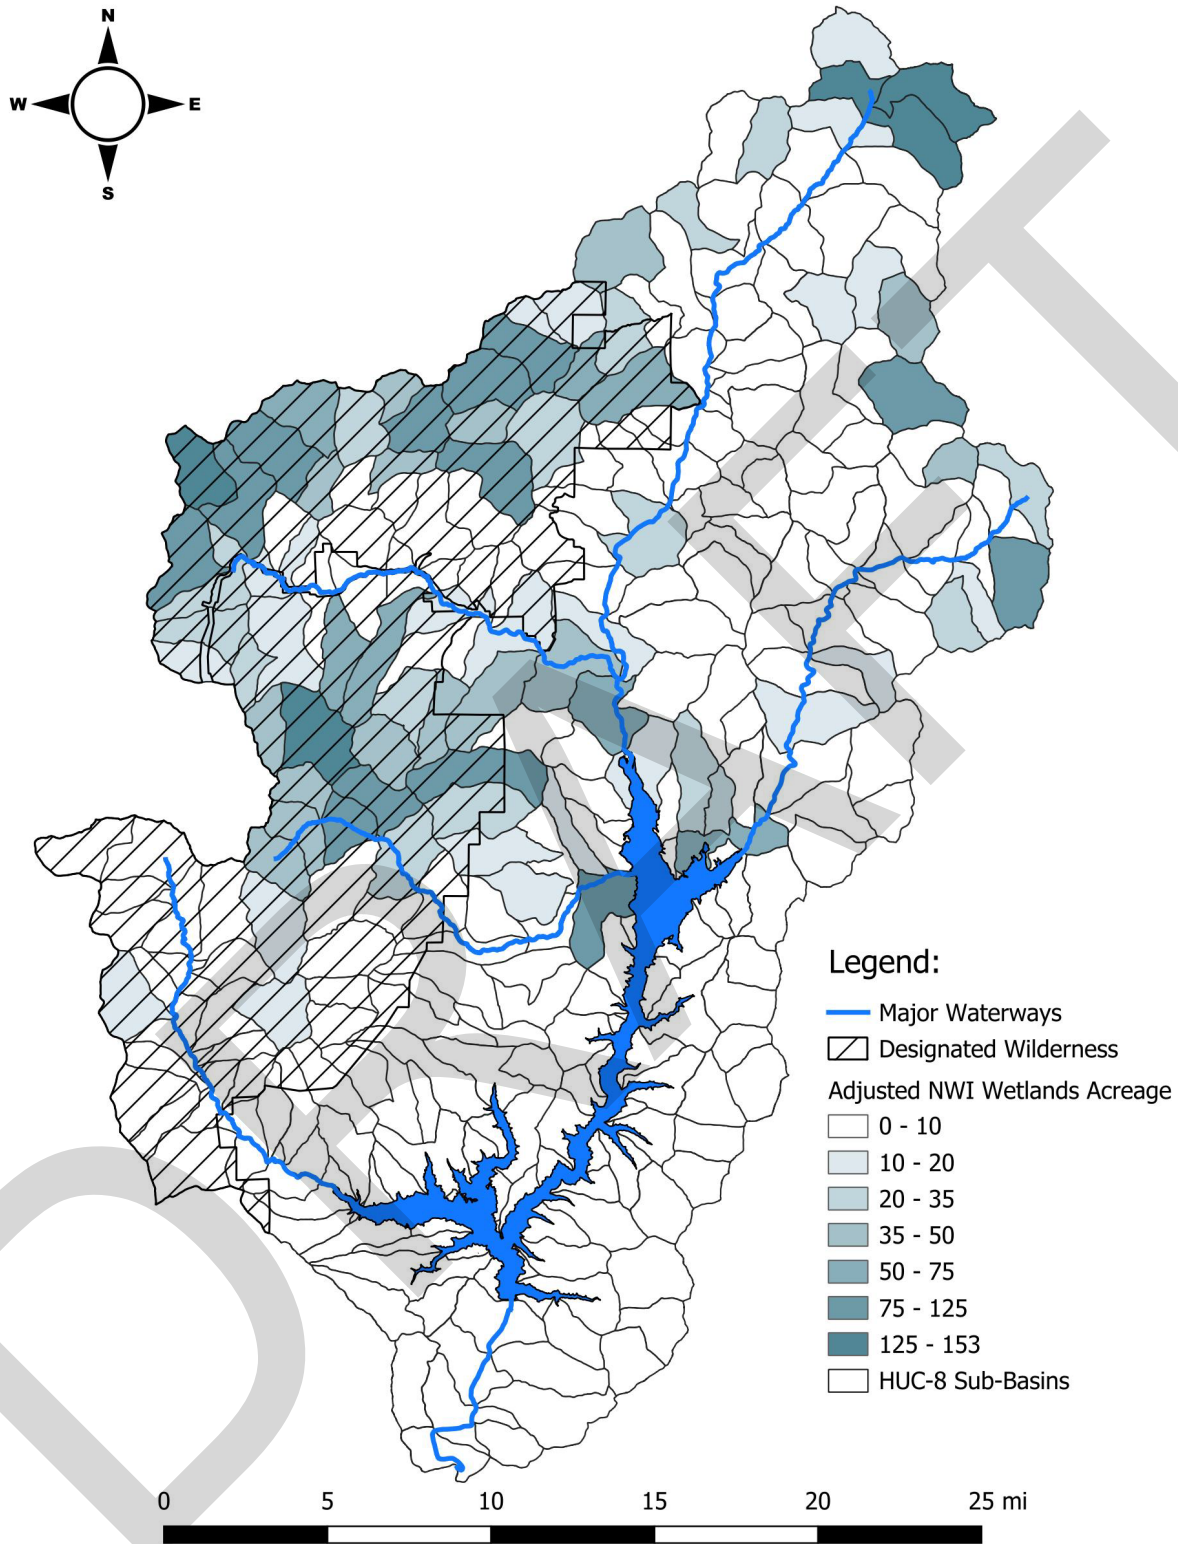 N
W E
S
DRAFT
Legend:
Major Waterways
Designated Wilderness
Adjusted NWI Wetlands Acreage
0 - 10
10 - 20
20 - 35
35 - 50
50 - 75
75 - 125
125 - 153
HUC-8 Sub-Basins
0 5 10 15 20 25 mi